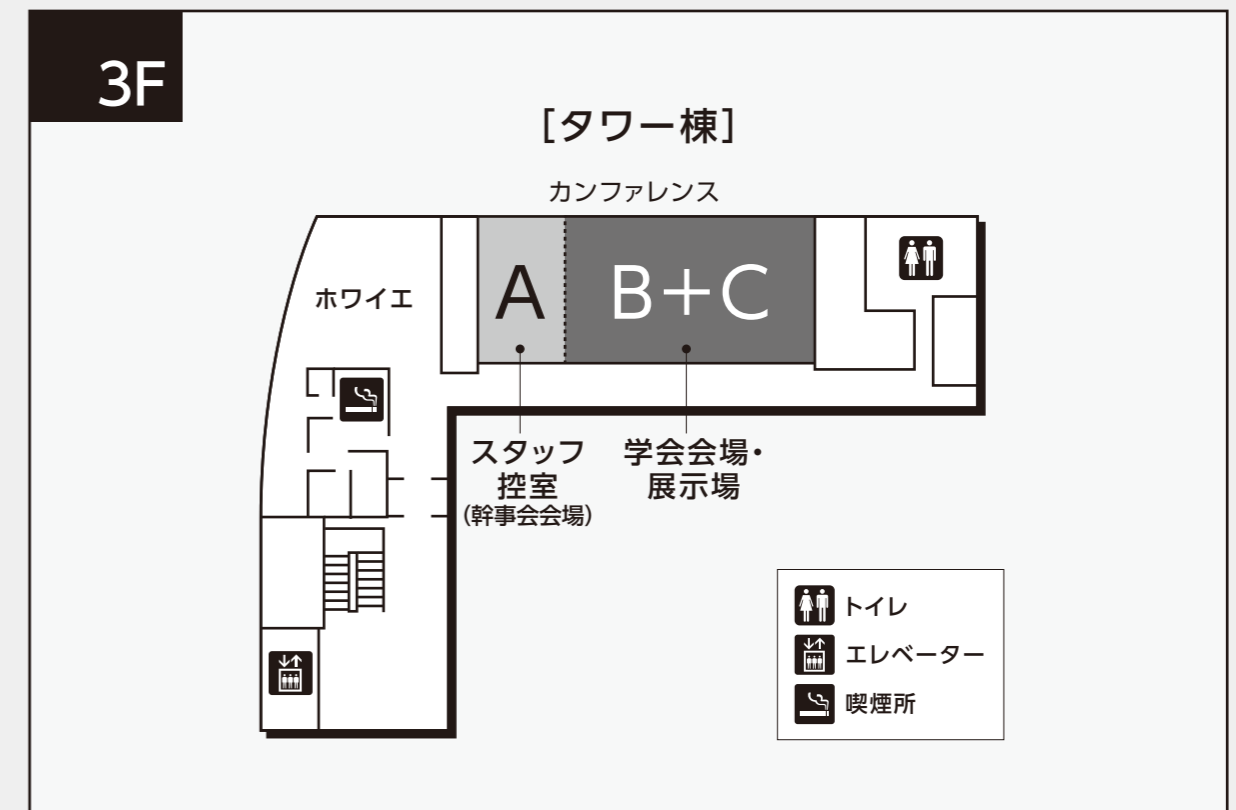 3F
[タワー棟]
カンファレンス
ホワイエ
A
B+C
スタッフ
控室
(幹事会会場)
学会会場・
展示場
トイレ
エレベーター
喫煙所